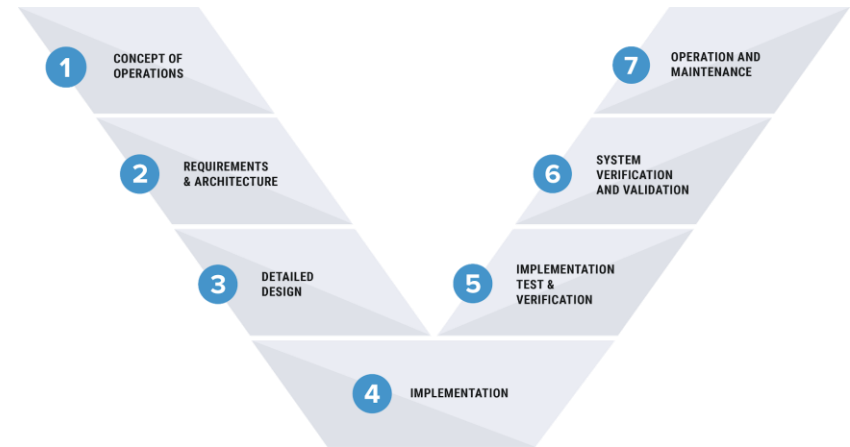 1
CONCEPT OF
OPERATIONS
2
REQUIREMENTS
& ARCHITECTURE
3
DETAILED
DESIGN
4
IMPLEMENTATION
5
IMPLEMENTATION
TEST &
VERIFICATION
6
SYSTEM
VERIFICATION
AND VALIDATION
7
OPERATION AND
MAINTENANCE